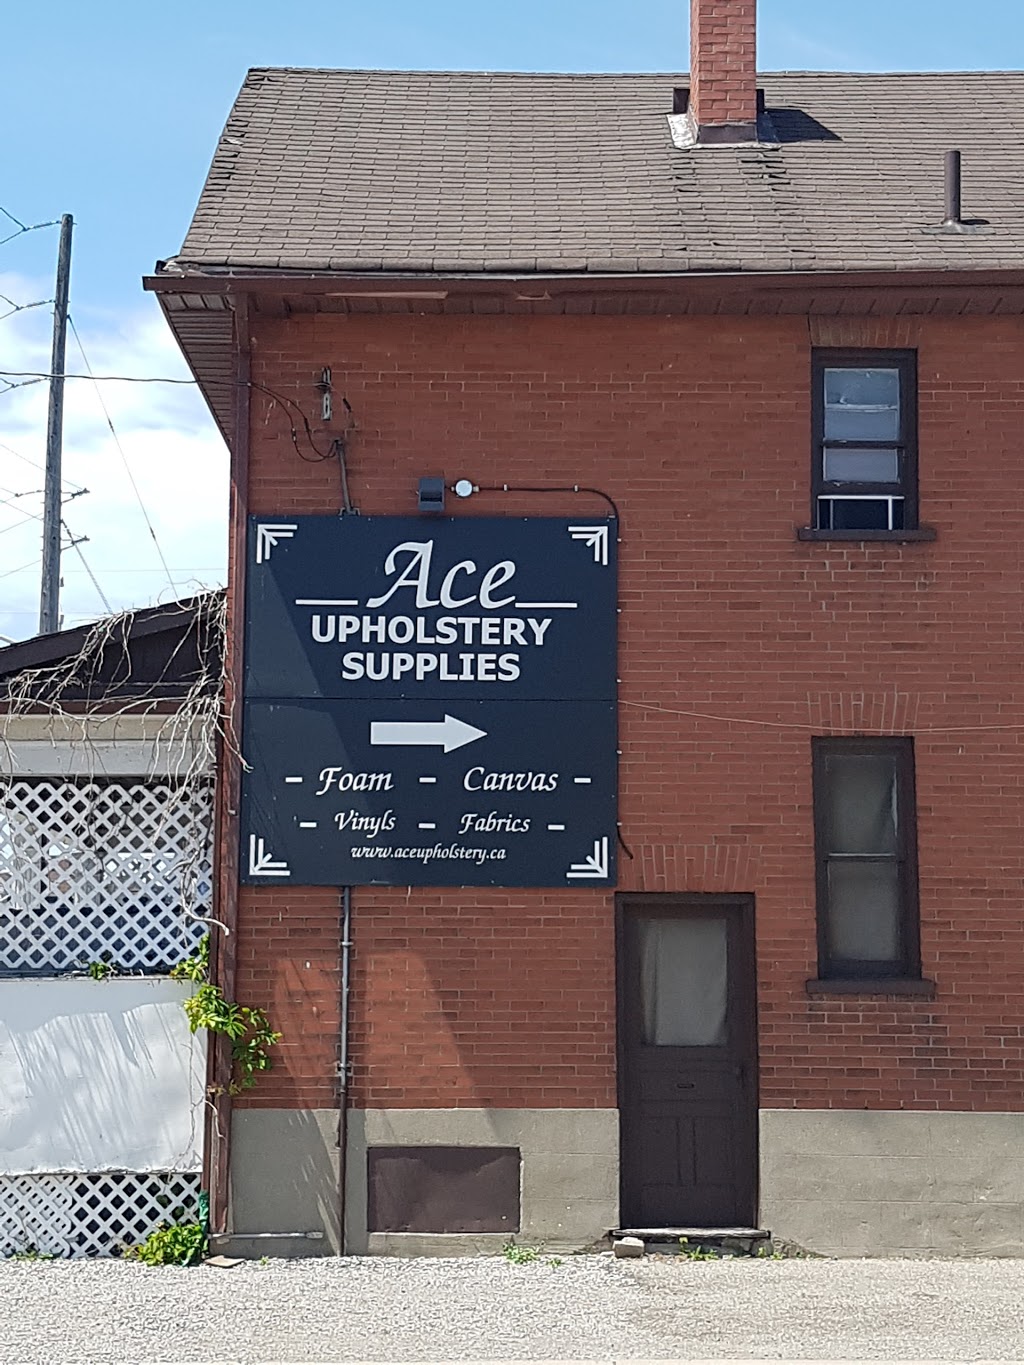 Ace
UPHOLSTERY
SUPPLIES
- Foam - Canvas -
- Vinyls - Fabrics -
www.aceupholstery.ca